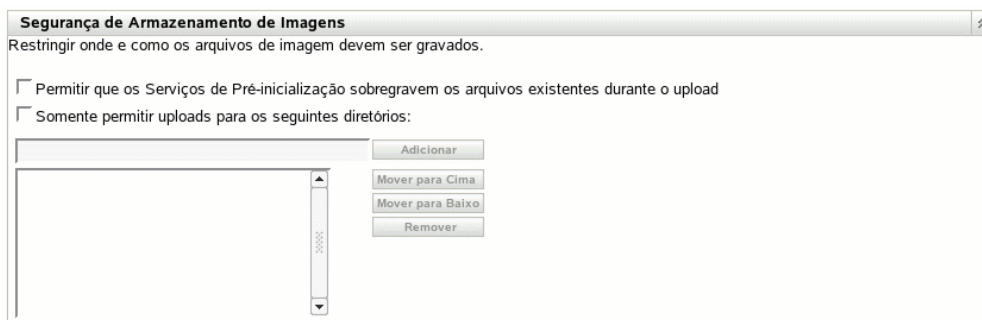 Segurança de Armazenamento de Imagens
Restringir onde e como os arquivos de imagem devem ser gravados.
Permitir que os Serviços de Pré-inicialização sobregravem os arquivos existentes durante o upload
Somente permitir uploads para os seguintes diretórios:
Adicionar
Mover para Cima
Mover para Baixo
Remover